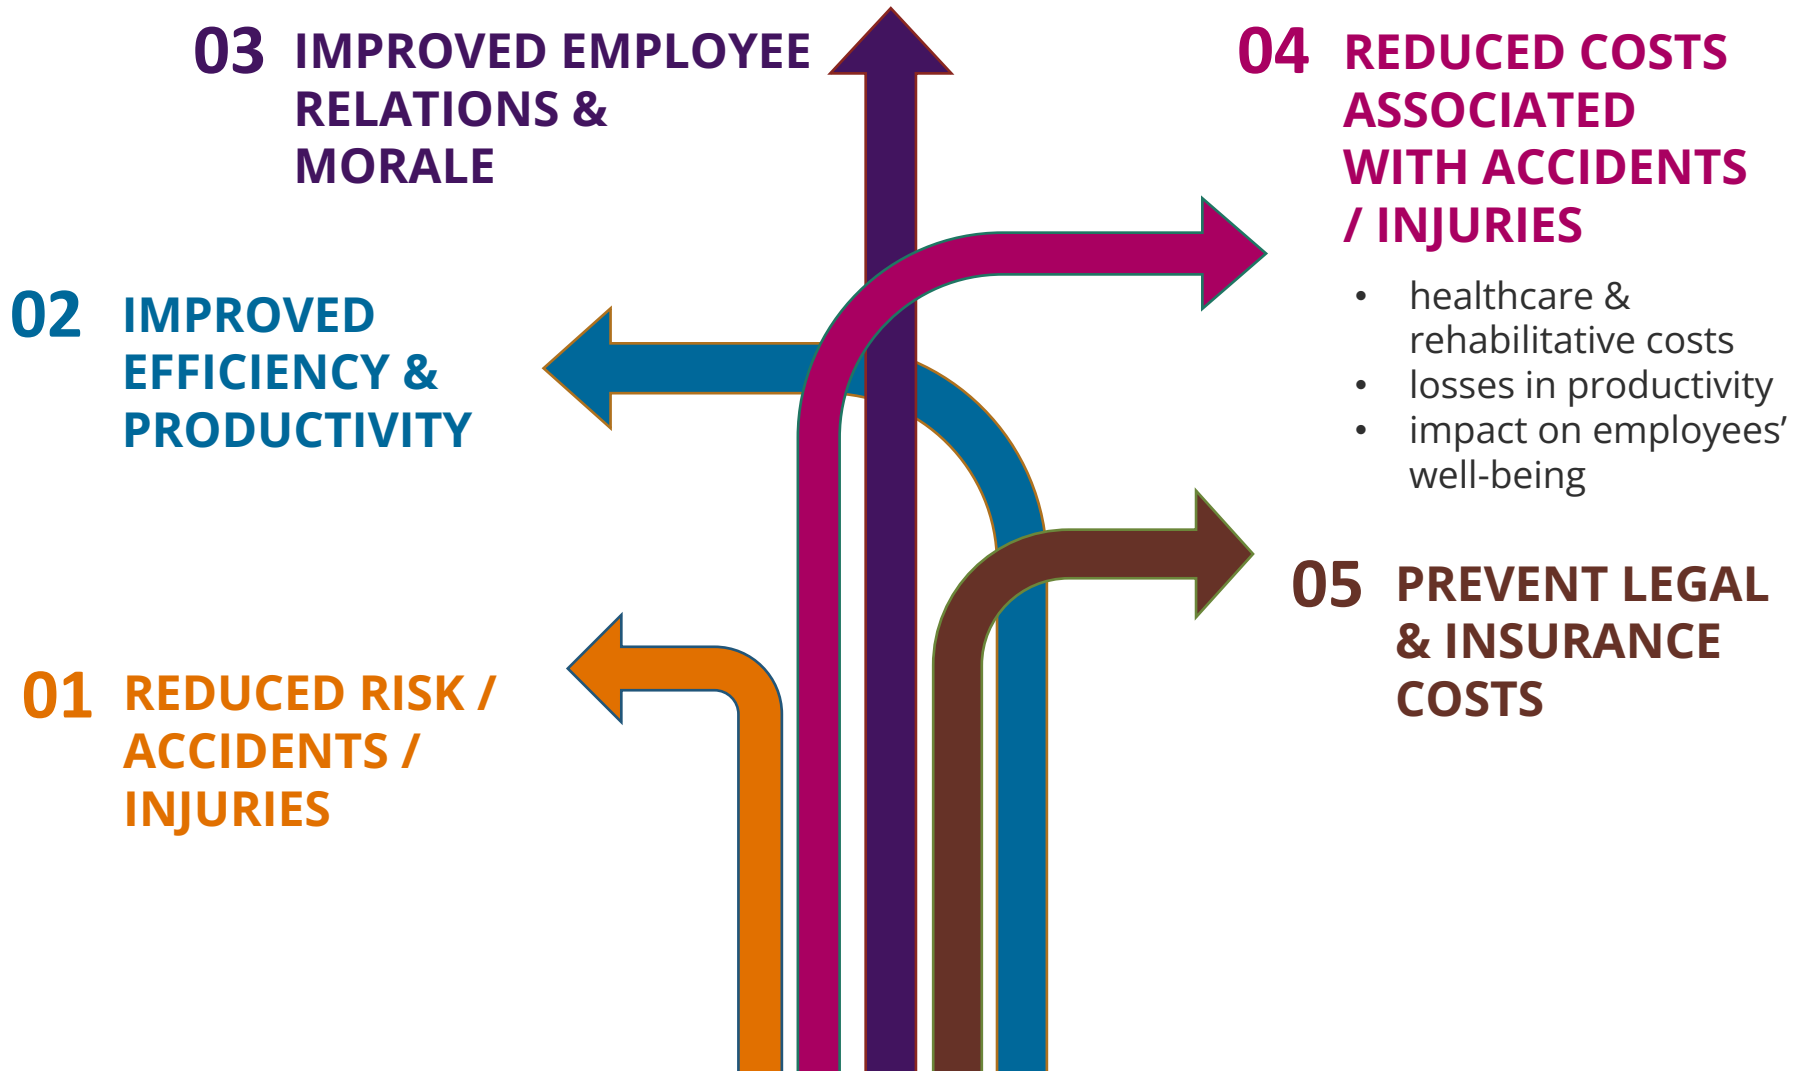 03 IMPROVED EMPLOYEE
RELATIONS &
MORALE
04 REDUCED COSTS
ASSOCIATED
WITH ACCIDENTS
/ INJURIES
• healthcare &
rehabilitative costs
• losses in productivity
• impact on employees’
well-being
02 IMPROVED
EFFICIENCY &
PRODUCTIVITY
05 PREVENT LEGAL
& INSURANCE
COSTS
01 REDUCED RISK /
ACCIDENTS /
INJURIES